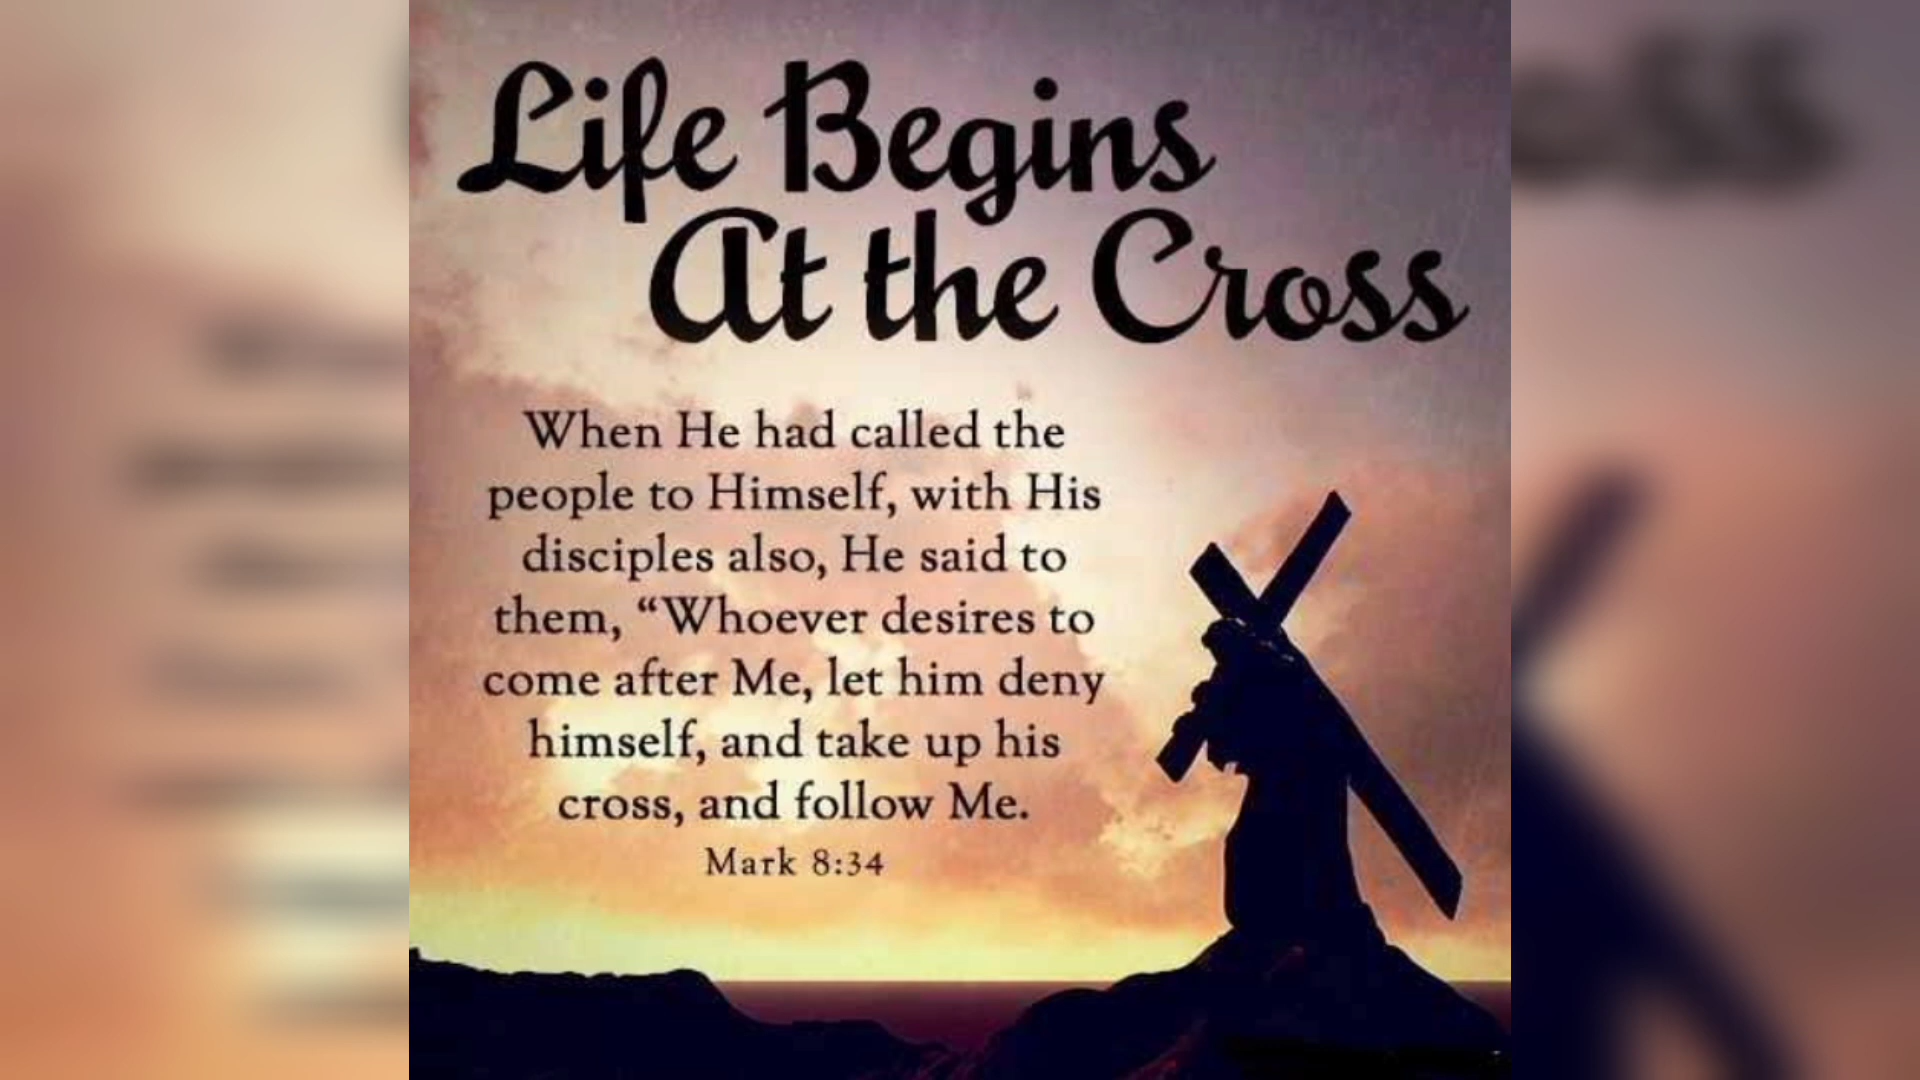 Life Begins
At the Cross
When He had called the
people to Himself, with His
disciples also, He said to
them, “Whoever desires to
come after Me, let him deny
himself, and take up his
cross, and follow Me.
Mark 8:34